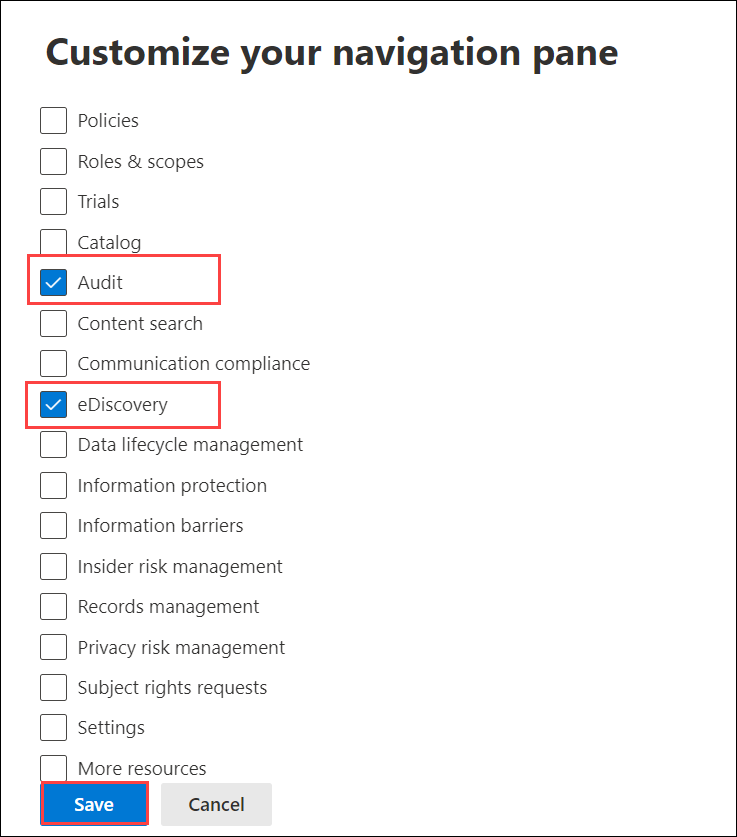 Customize your navigation pane
Policies
Roles & scopes
Trials
Catalog
Audit
Content search
Communication compliance
eDiscovery
Data lifecycle management
Information protection
Information barriers
Insider risk management
Records management
Privacy risk management
Subject rights requests
Settings
More resources
Save Cancel